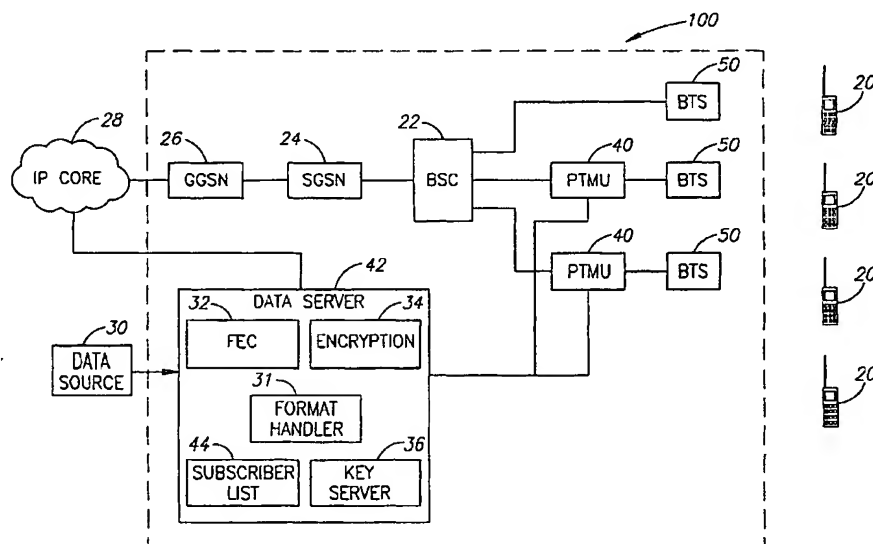 100
50
BTS
20
28
IP CORE
26
GGSN
24
SGSN
22
BSC
40
PTMU
50
BTS
20
40
PTMU
50
BTS
20
42
DATA SERVER
32
FEC
34
ENCRYPTION
30
DATA
SOURCE
31
FORMAT
HANDLER
20
44
SUBSCRIBER
LIST
36
KEY
SERVER